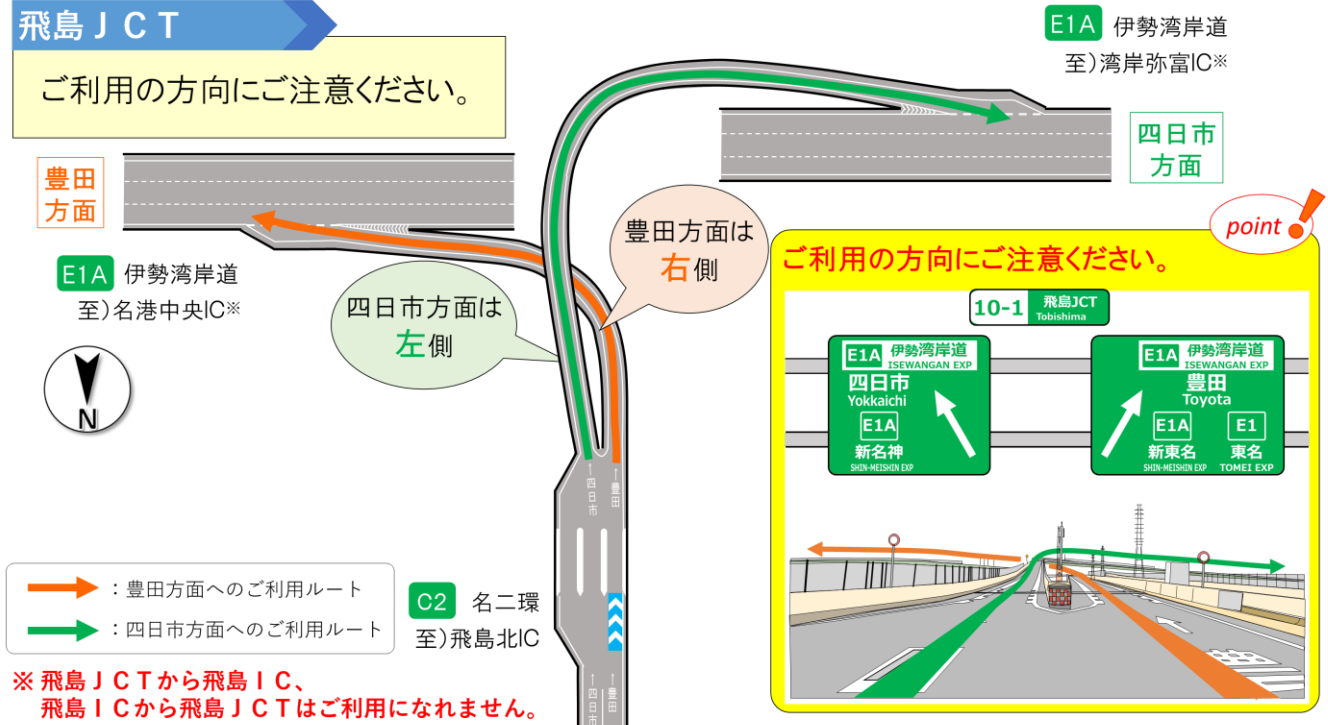 飛島ＪＣＴ
ご利用の方向にご注意ください。
E1A 伊勢湾岸道
至）湾岸弥富IC※
四日市
方面
豊田
方面
E1A 伊勢湾岸道
至）名港中央IC※
豊田方面は
右側
四日市方面は
左側
N
point
ご利用の方向にご注意ください。
10-1 飛島JCT
Tobishima
E1A 伊勢湾岸道
ISEWANGAN EXP
四日市
Yokkaichi
E1A
新名神
SHIN-MEISHIN EXP
E1A 伊勢湾岸道
ISEWANGAN EXP
豊田
Toyota
E1A E1
新東名 東名
SHIN-MEISHIN EXP TOMEI EXP
←四日市
←豊田
：豊田方面へのご利用ルート
：四日市方面へのご利用ルート
C2 名二環
至）飛島北IC
←四日市
←豊田
※ 飛島ＪＣＴから飛島ＩＣ、
飛島ＩＣから飛島ＪＣＴはご利用になれません。